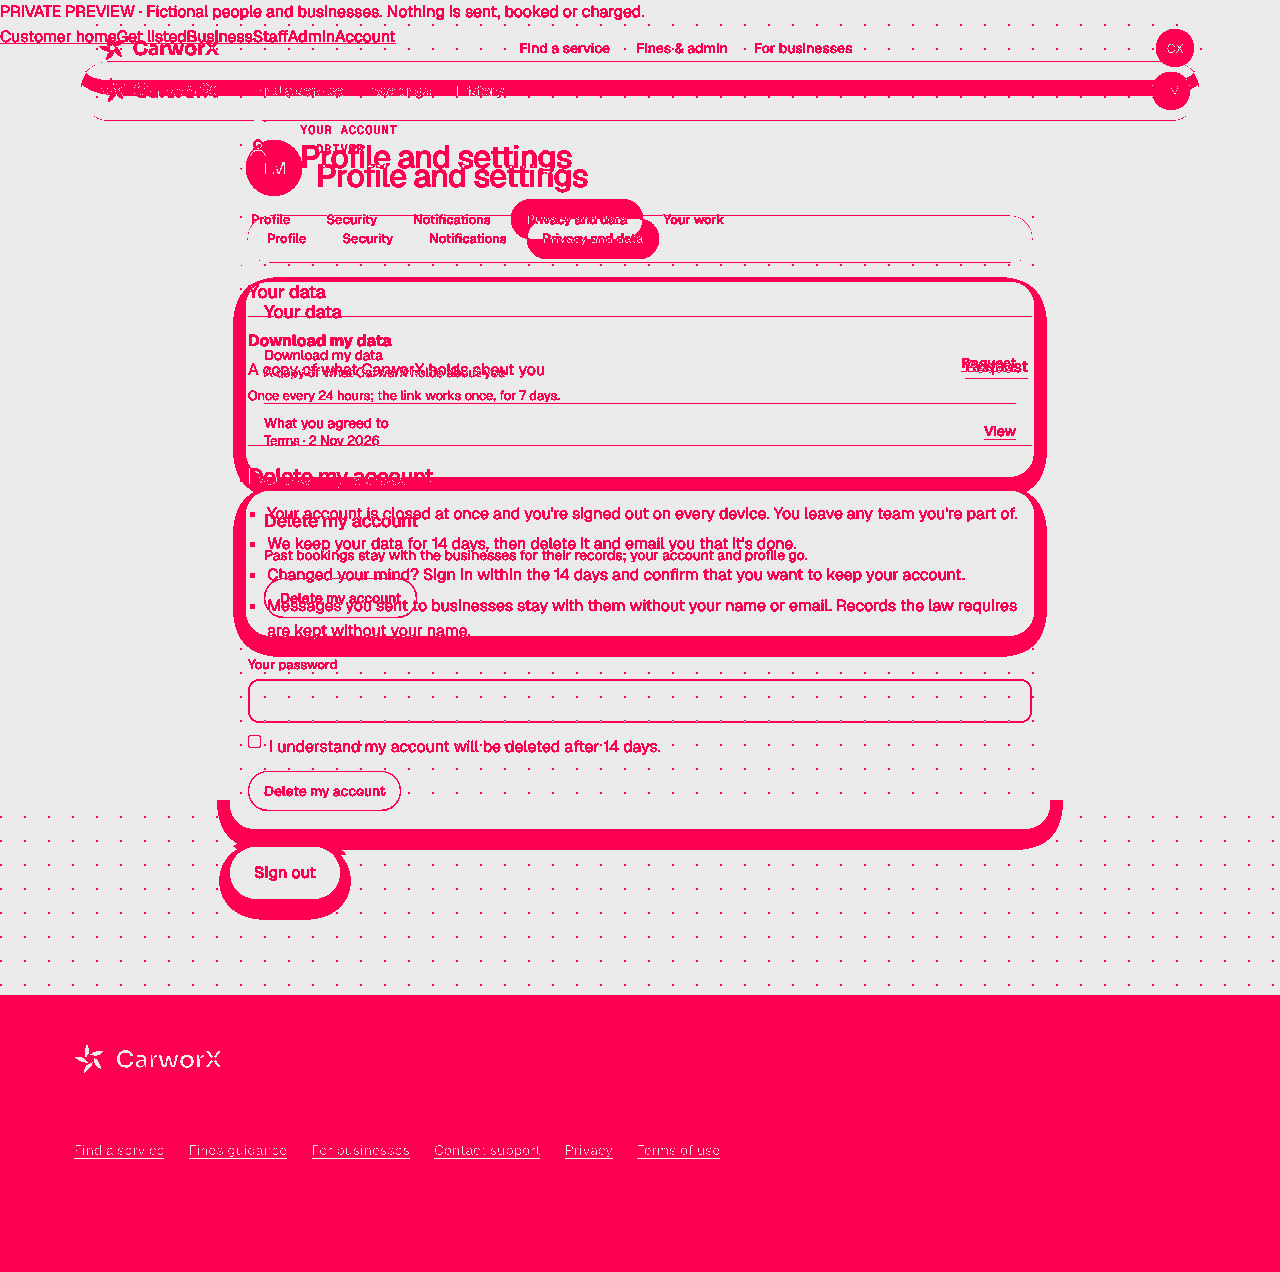 PRIVATE PREVIEW · Fictional people and businesses. Nothing is sent, booked or charged.
Customer home Get listed Business Staff Admin Account
CarworX
Find a service · Fines & admin · For businesses
CX
CarworX
YOUR ACCOUNT
DRIVER
Profile and settings
Profile and settings
Profile Security Notifications Privacy and data Your work
Profile Security Notifications Privacy and data
Your data
Your data
Download my data
Download my data
Request
Request
A copy of what CarworX holds about you
A copy of what CarworX holds about you
Once every 24 hours; the link works once, for 7 days.
What you agreed to
View
Terms · 2 Nov 2026
Delete my account
Your account is closed at once and you're signed out on every device. You leave any team you're part of.
Delete my account
We keep your data for 14 days, then delete it and email you that it's done.
Past bookings stay with the businesses for their records; your account and profile go.
Changed your mind? Sign in within the 14 days and confirm that you want to keep your account.
Delete my account
Messages you sent to businesses stay with them without your name or email. Records the law requires
are kept without your name.
Your password
I understand my account will be deleted after 14 days.
Delete my account
Sign out
CarworX
Find a service Fines guidance For businesses Contact support Privacy Terms of use